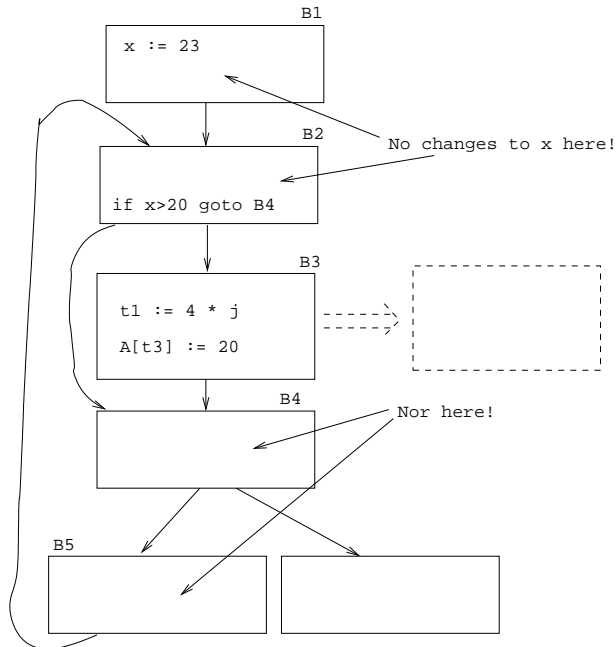 B1
x := 23
B2
No changes to x here!
if x>20 goto B4
B3
t1 := 4 * j
A[t3] := 20
B4
Nor here!
B5